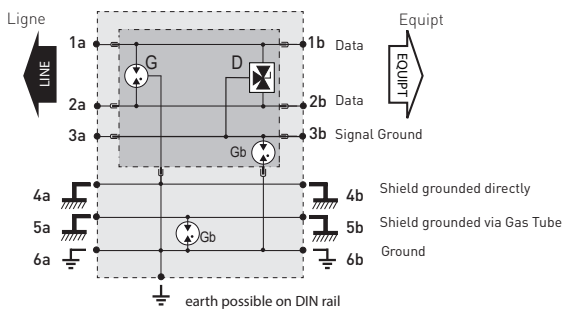 Ligne
Equipt
LINE
EQUIPT
1a
1b Data
G
D
2a
2b Data
3a
3b Signal Ground
Gb
4a
4b Shield grounded directly
5a
5b Shield grounded via Gas Tube
Gb
6a
6b Ground
earth possible on DIN rail